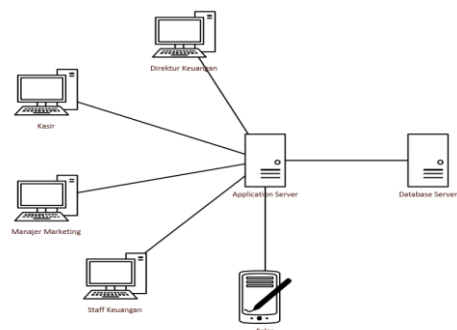 Direktur Keuangan
Kasir
Application Server
Database Server
Manajer Marketing
Staff Keuangan